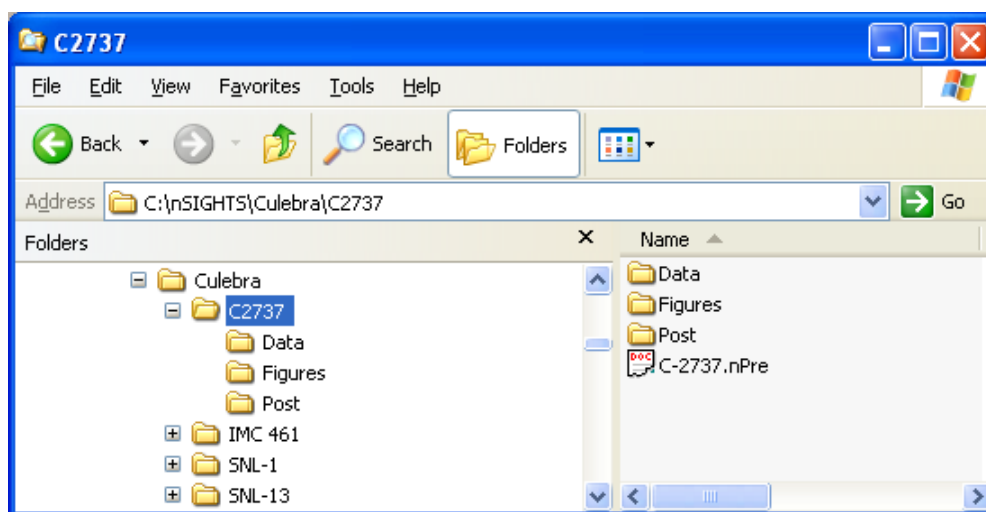 C2737
File Edit View Favorites Tools Help
Back Search Folders
Address C:\nSIGHTS\Culebra\C2737 Go
Folders
Culebra
C2737
Data
Figures
Post
IMC 461
SNL-1
SNL-13
Name
Data
Figures
Post
DOC C-2737.nPre